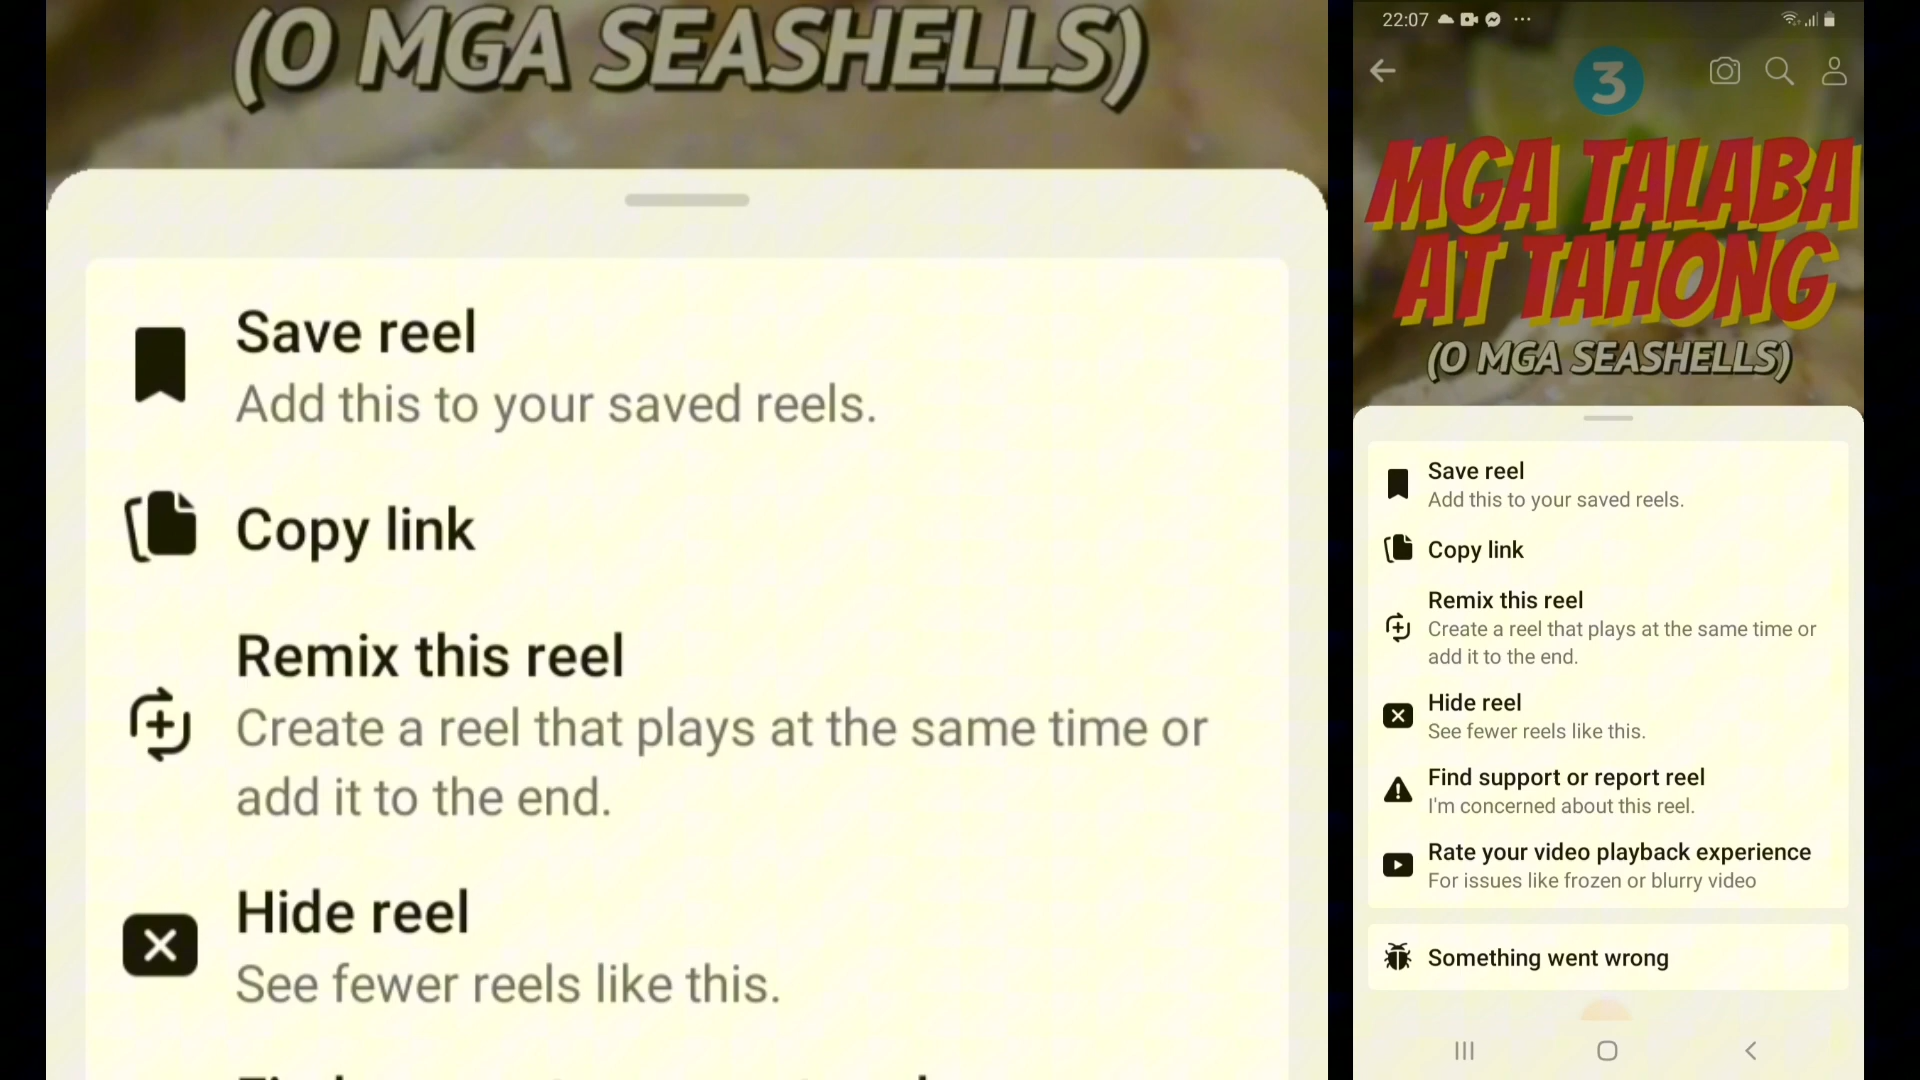 (O MGA SEASHELLS)
Save reel
Add this to your saved reels.
Copy link
Remix this reel
Create a reel that plays at the same time or
add it to the end.
Hide reel
See fewer reels like this.
22:07
3
MGA TALABA
AT TAHONG
(O MGA SEASHELLS)
Save reel
Add this to your saved reels.
Copy link
Remix this reel
Create a reel that plays at the same time or
add it to the end.
Hide reel
See fewer reels like this.
Find support or report reel
I'm concerned about this reel.
Rate your video playback experience
For issues like frozen or blurry video
Something went wrong